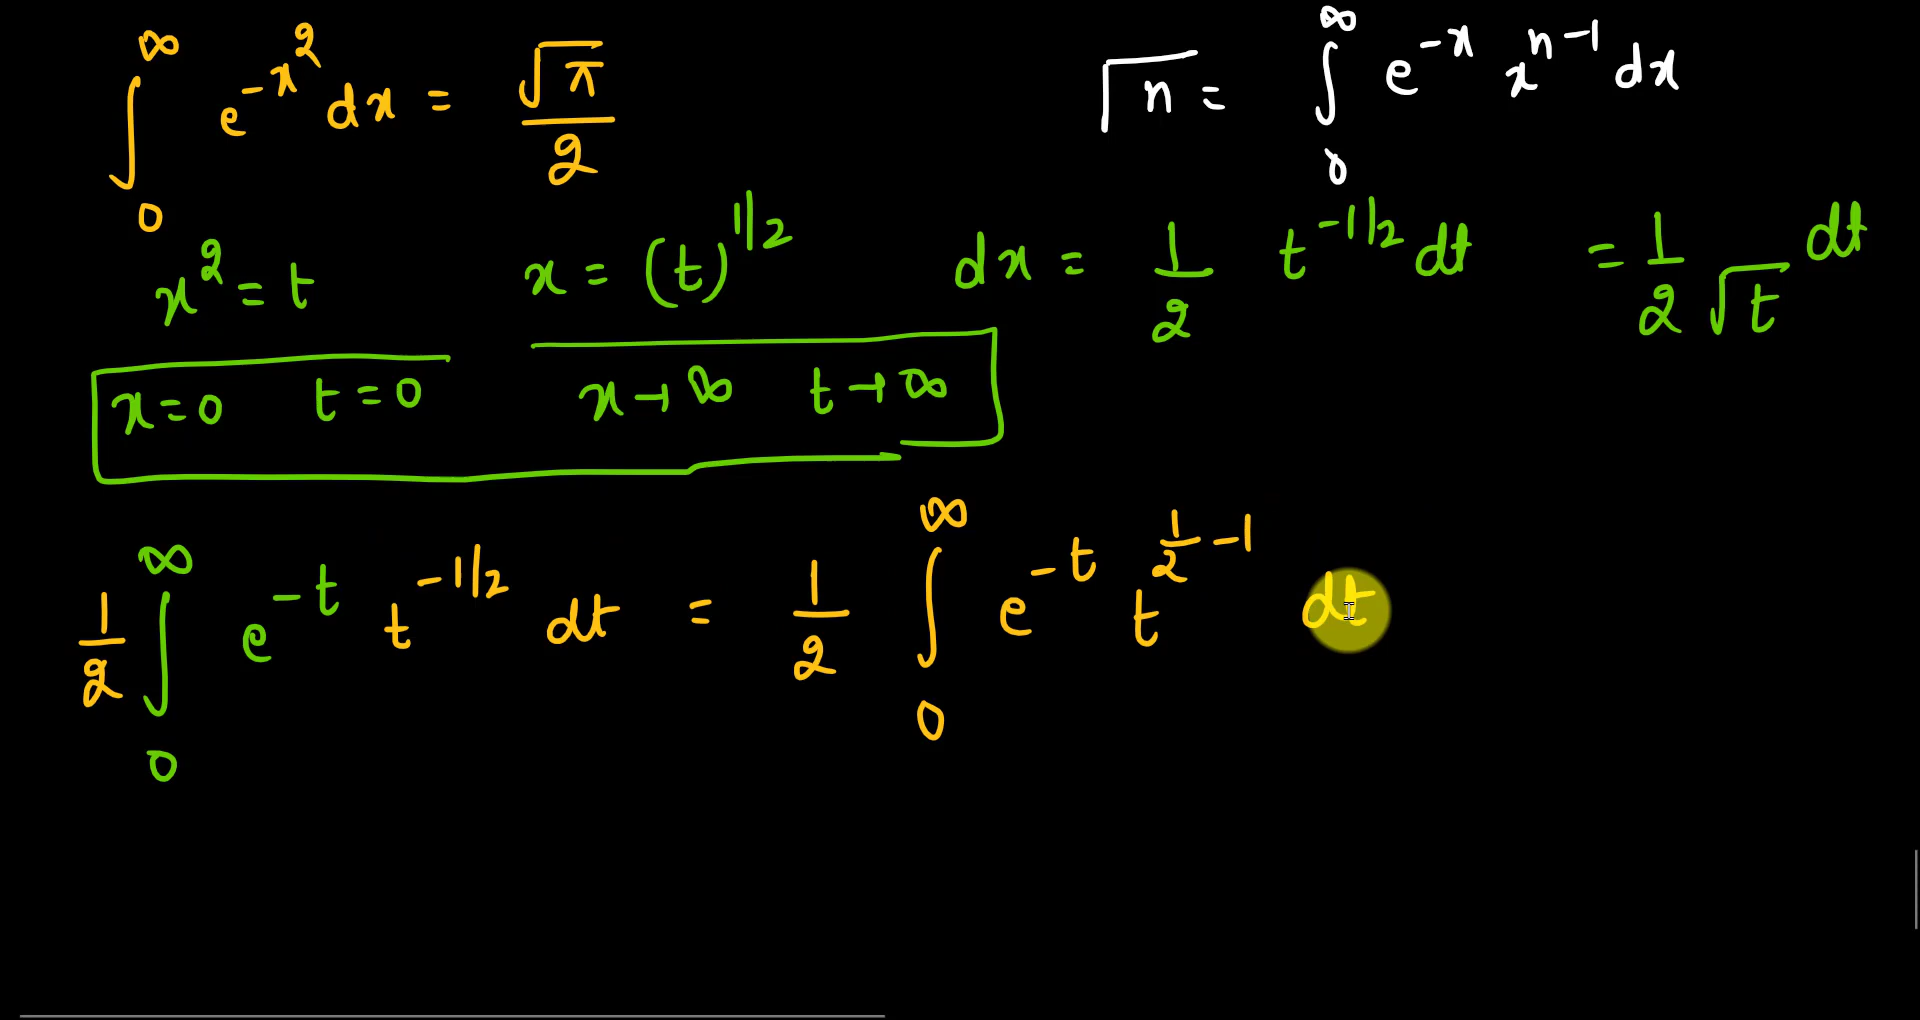 ∫₀^∞ e^{-x²} dx = √π/2    Γn = ∫₀^∞ e^{-x} x^{n-1} dx
x² = t    x = (t)^{1/2}    dx = 1/2 t^{-1/2} dt = 1/(2√t) dt
x=0    t=0    x→∞    t→∞
1/2 ∫₀^∞ e^{-t} t^{-1/2} dt = 1/2 ∫₀^∞ e^{-t} t^{1/2 -1} dt